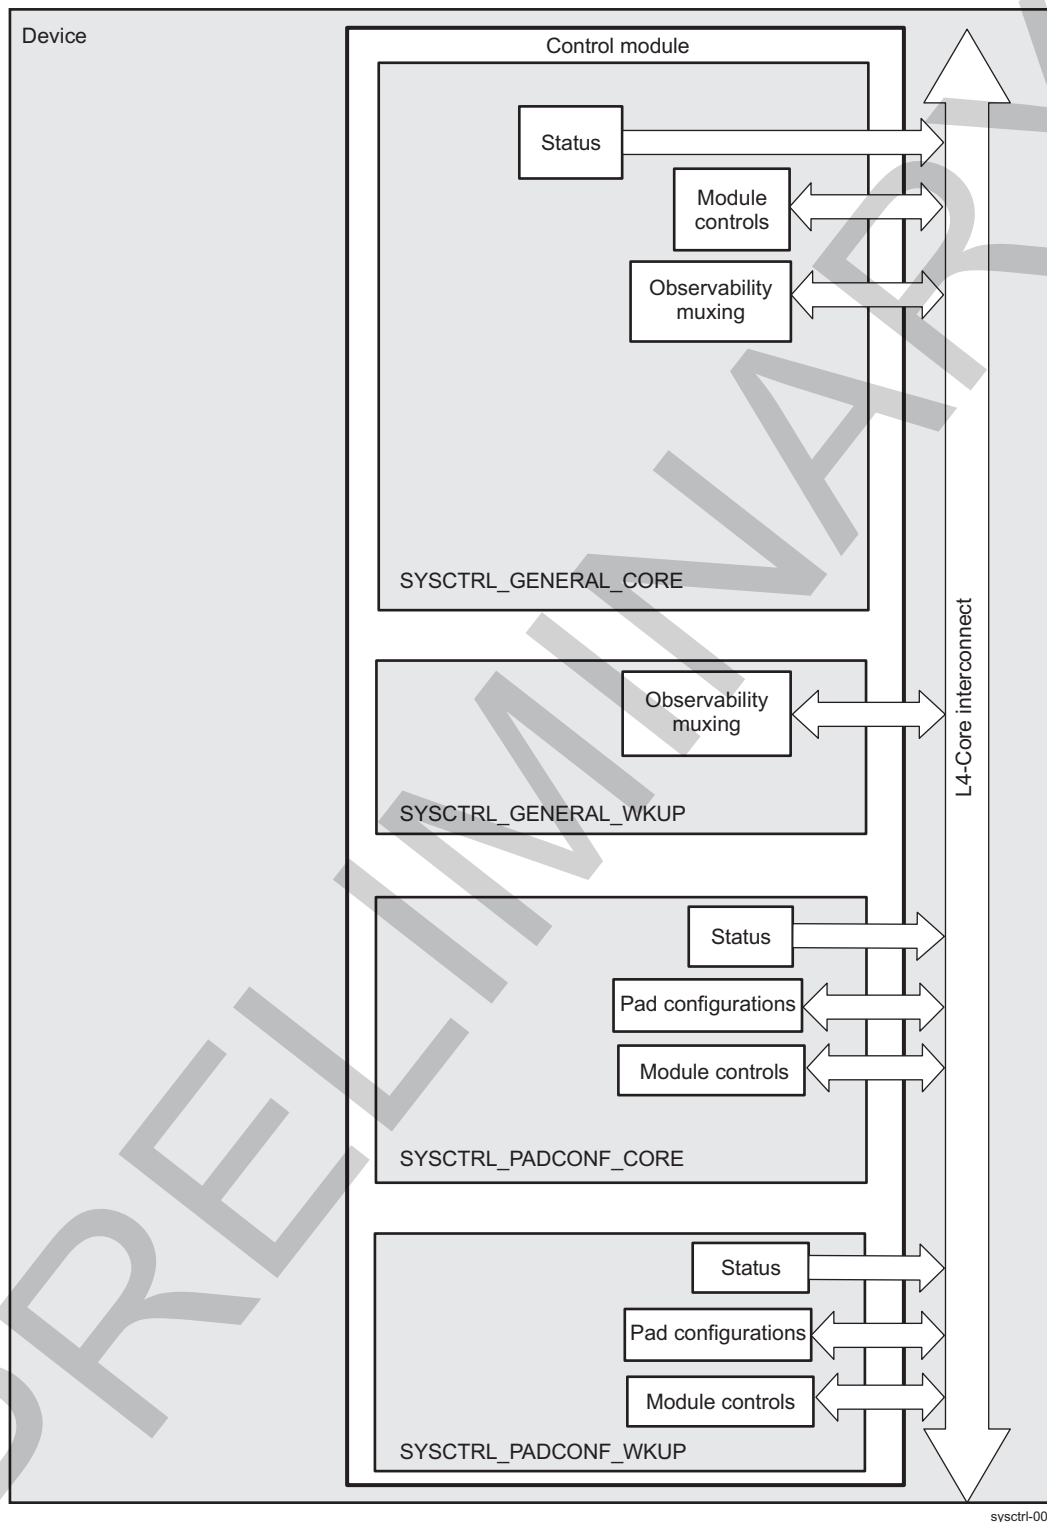 Device
Control module
Status
Module
controls
Observability
muxing
SYSCTRL_GENERAL_CORE
Observability
muxing
SYSCTRL_GENERAL_WKUP
Status
Pad configurations
Module controls
SYSCTRL_PADCONF_CORE
Status
Pad configurations
Module controls
SYSCTRL_PADCONF_WKUP
L4-Core interconnect
PRELIMINARY
sysctrl-00